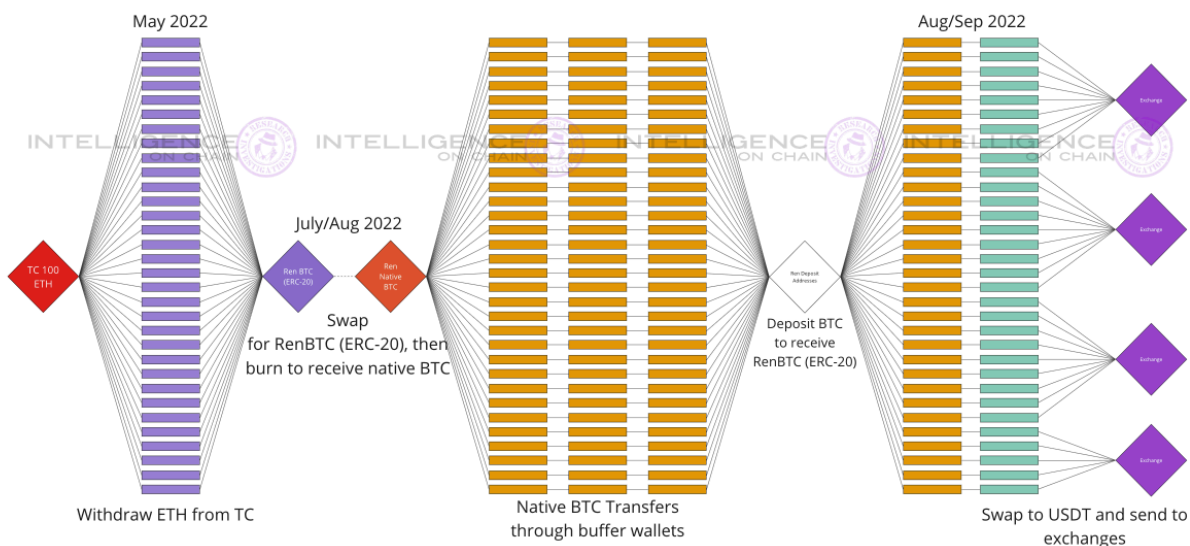 May 2022
Aug/Sep 2022
INTELLIGENCE
ON CHAIN
INTELLIGENCE
ON CHAIN
INTELLIGENCE
ON CHAIN
INTELLIGENCE
ON CHAIN
July/Aug 2022
TC 100
ETH
Ren BTC
(ERC-20)
Ren
Native
BTC
Ren Deposit
Addresses
Exchange
Exchange
Exchange
Exchange
Swap
for RenBTC (ERC-20), then
burn to receive native BTC
Deposit BTC
to receive
RenBTC (ERC-20)
Withdraw ETH from TC
Native BTC Transfers
through buffer wallets
Swap to USDT and send to
exchanges